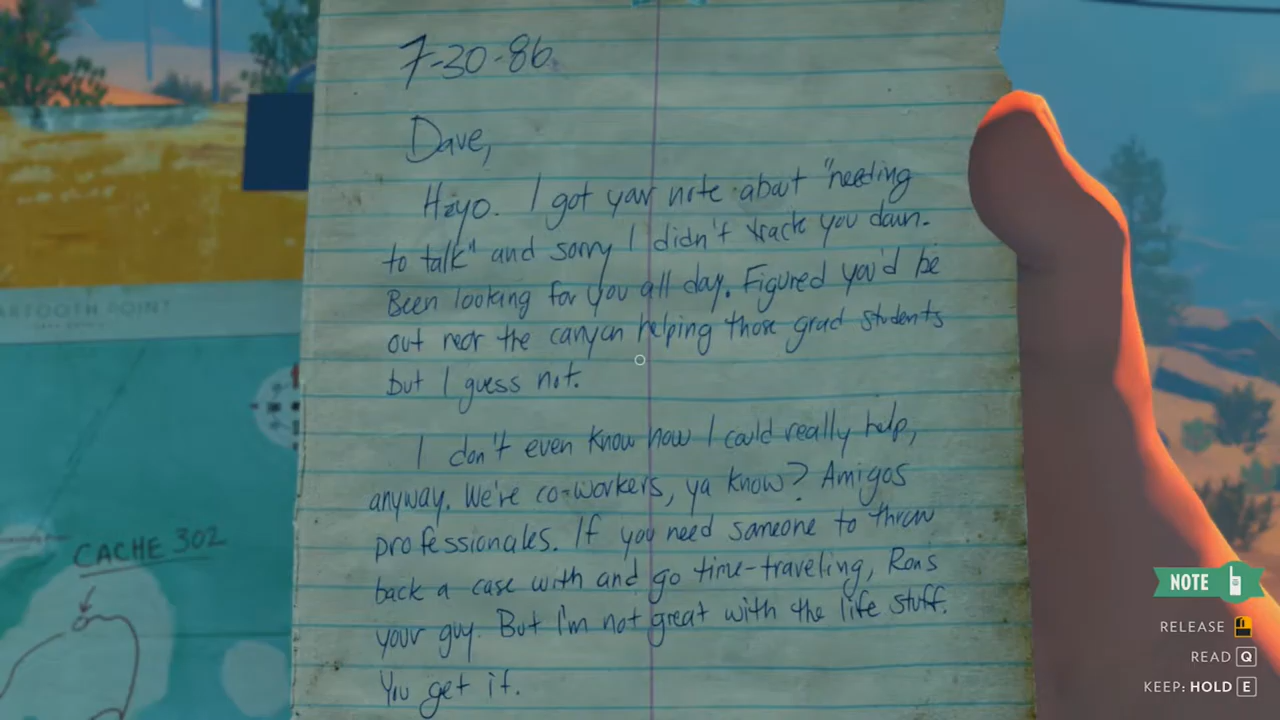 7-30-86
Dave,
Heyo. I got your note about "needing
to talk" and sorry I didn't track you down.
Been looking for you all day. Figured you'd be
out near the canyon helping those grad students
but I guess not.
I don't even know how I could really help,
anyway. We're co-workers, ya know? Amigos
professionales. If you need someone to throw
back a case with and go time-traveling, Rons
your guy. But I'm not great with the life stuff.
You get it.
ARTOOTH POINT
CACHE 302
NOTE
RELEASE
READ Q
KEEP: HOLD E